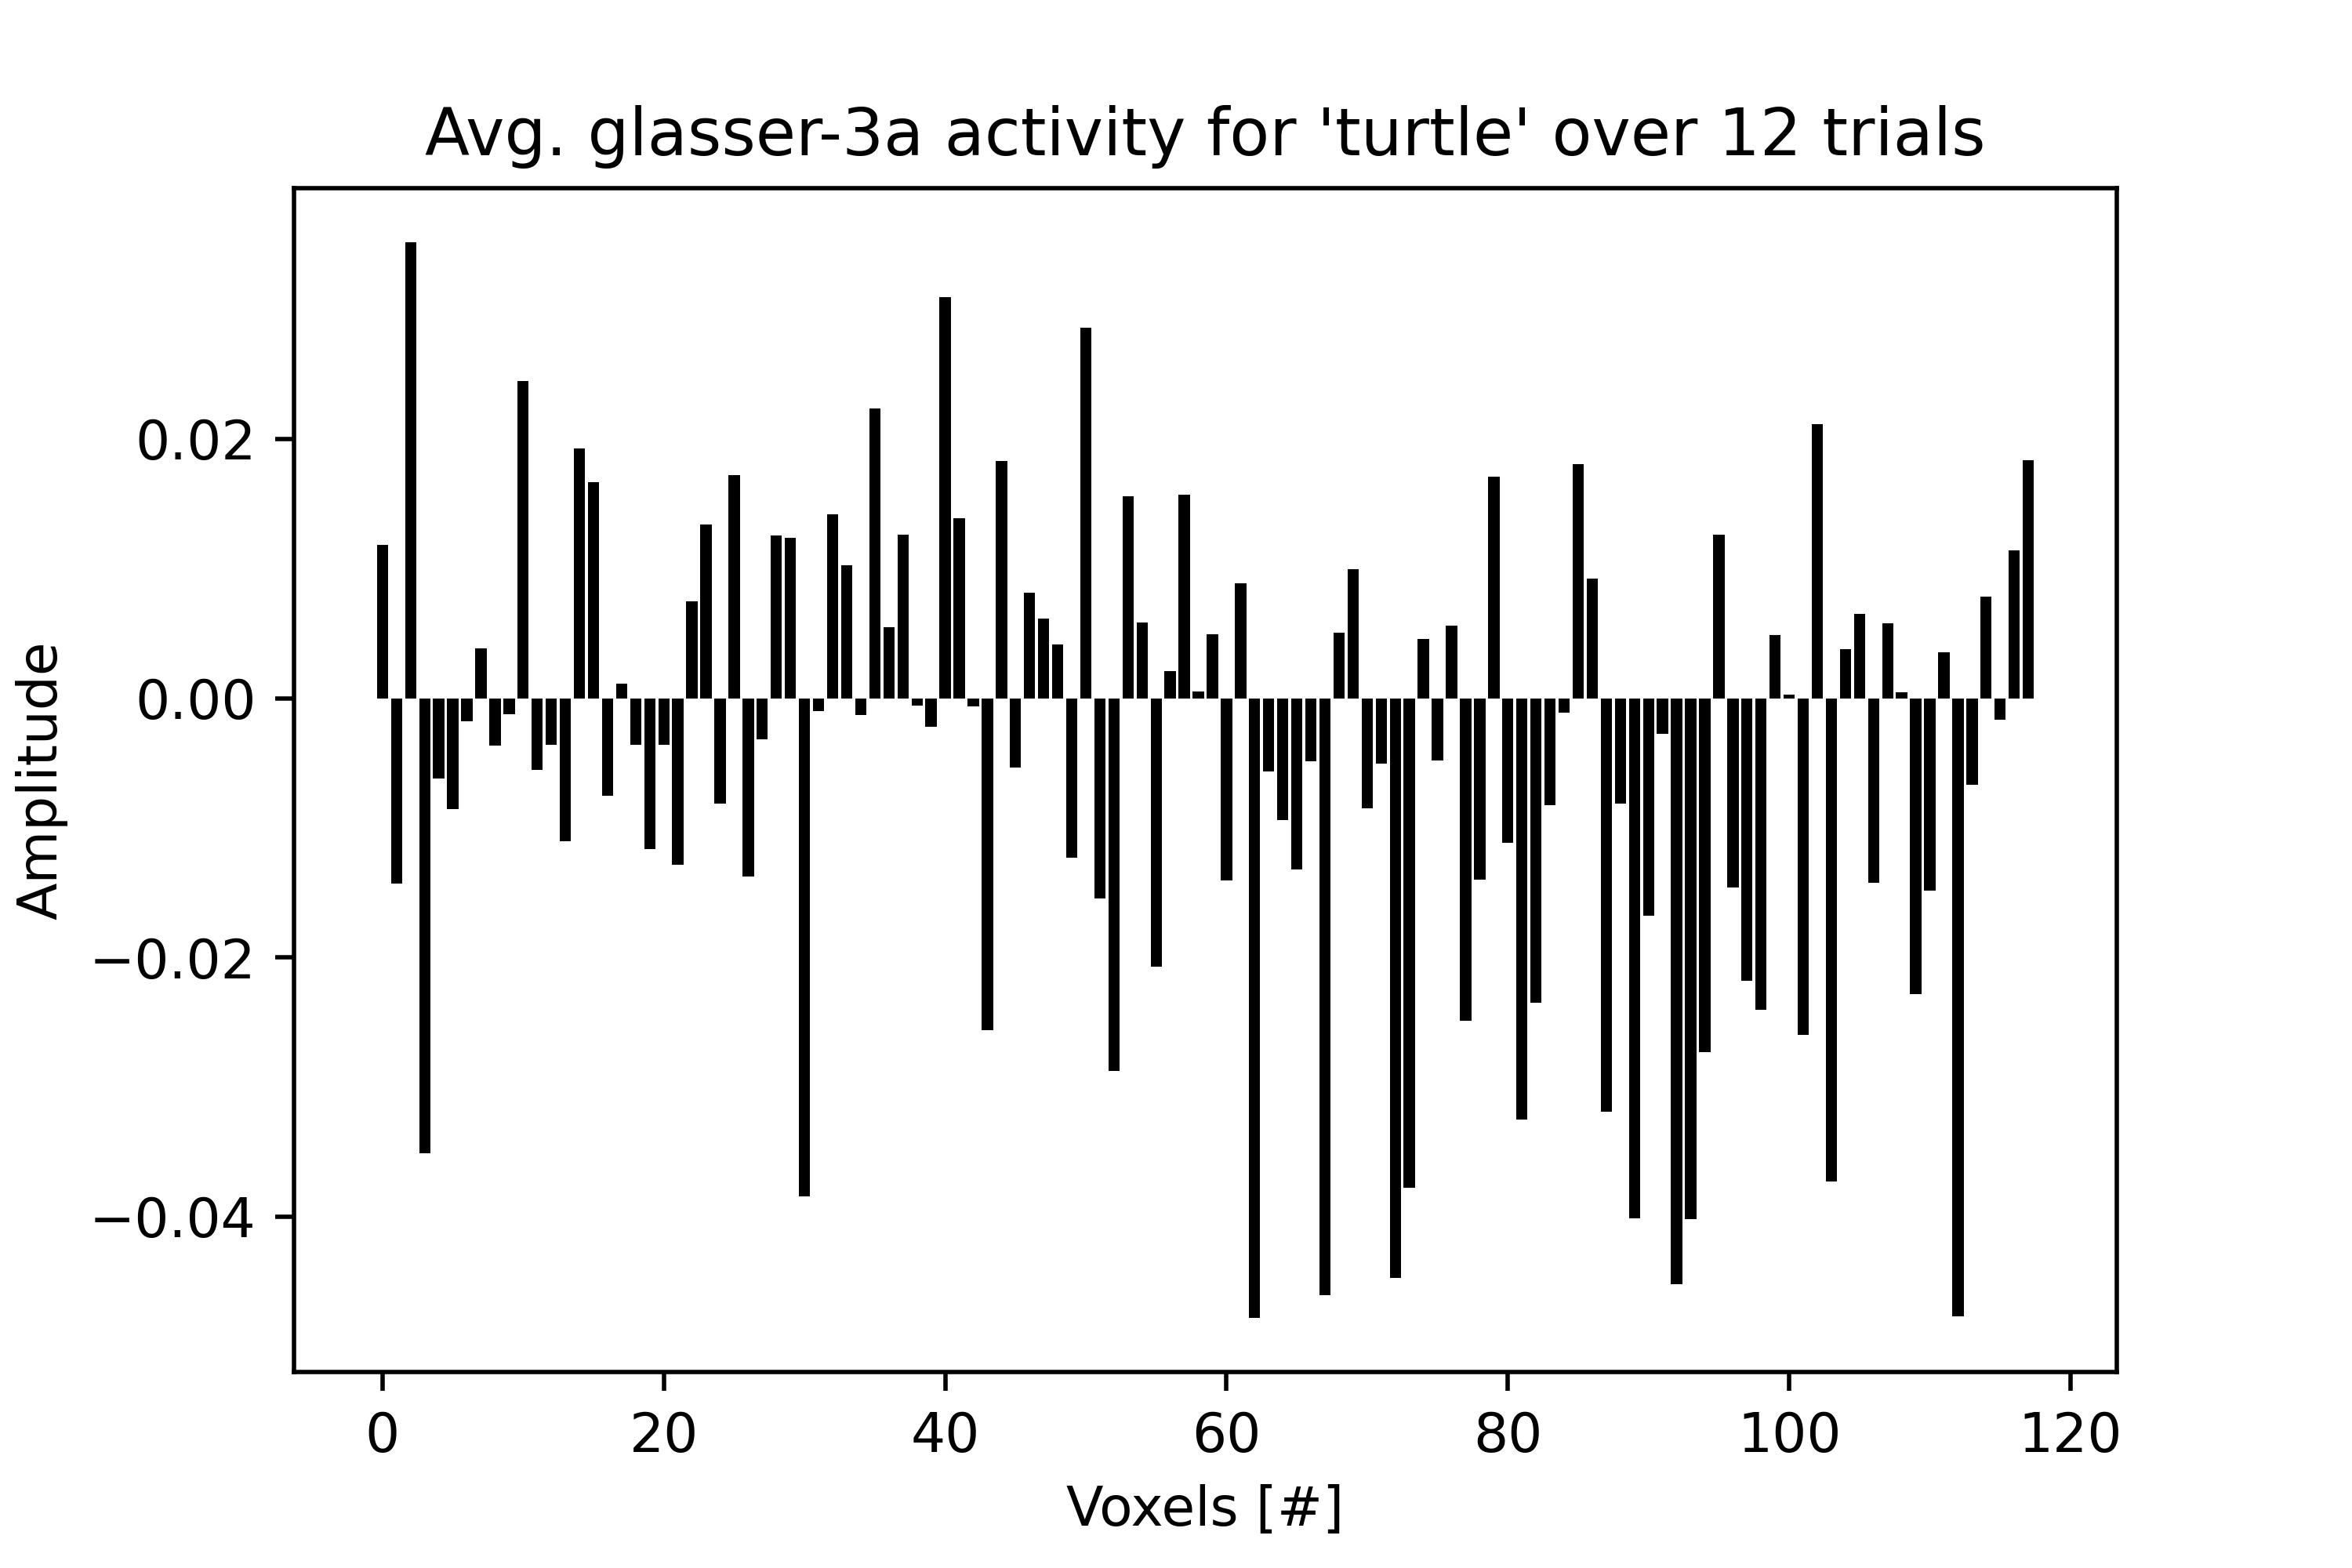 Avg. glasser-3a activity for 'turtle' over 12 trials
Amplitude
0.02
0.00
−0.02
−0.04
0 20 40 60 80 100 120
Voxels [#]